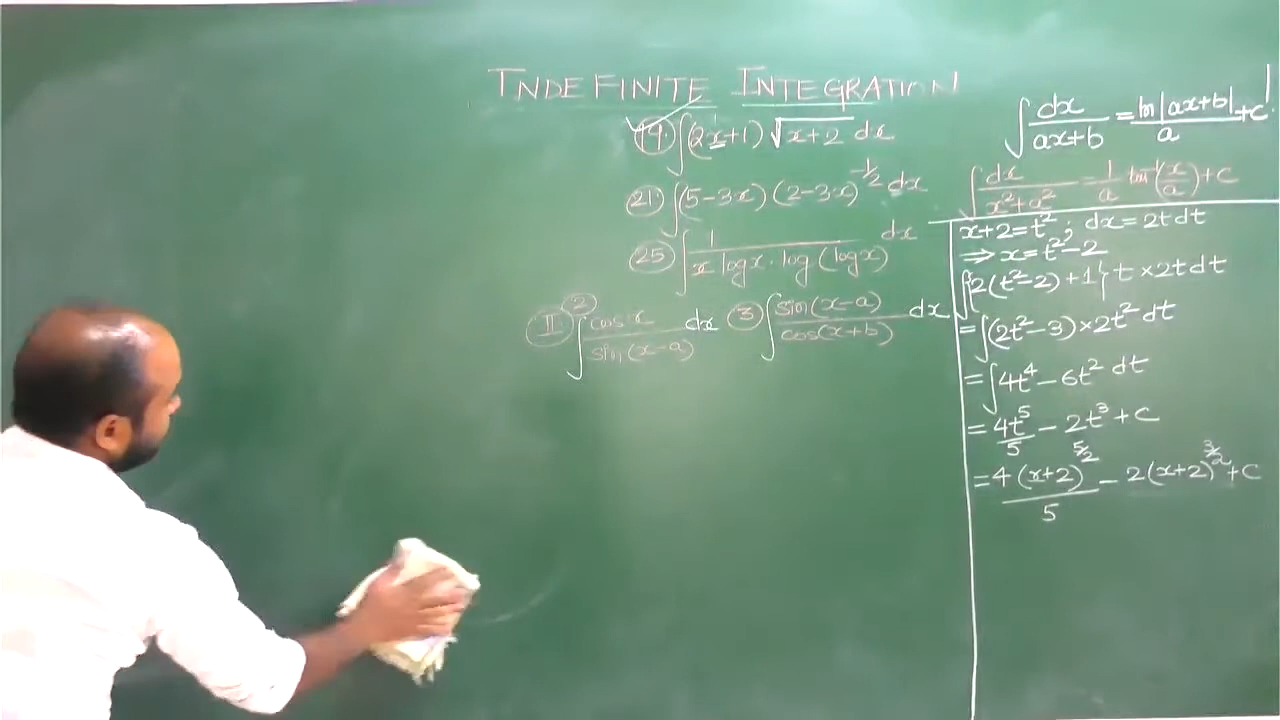 INDEFINITE INTEGRATION
19. ∫(2x+1) √x+2 dx
21. ∫(5-3x)(2-3x)^-1/2 dx
25 ∫ 1/(x log x · log(log x)) dx
II 2 ∫ cos x/sin(x-a) dx 3 ∫ sin(x-a)/cos(x+b) dx
∫ dx/(ax+b) = ln|ax+b|/a + c
∫ dx/(x²+a²) = 1/a tan⁻¹(x/a) + c
x+2=t²; dx = 2t dt
⇒ x = t²-2
∫{2(t²-2)+1} t × 2t dt
= ∫(2t²-3) × 2t² dt
= ∫4t⁴ - 6t² dt
= 4t⁵/5 - 2t³ + c
= 4(x+2)^5/2/5 - 2(x+2)^3/2 + c